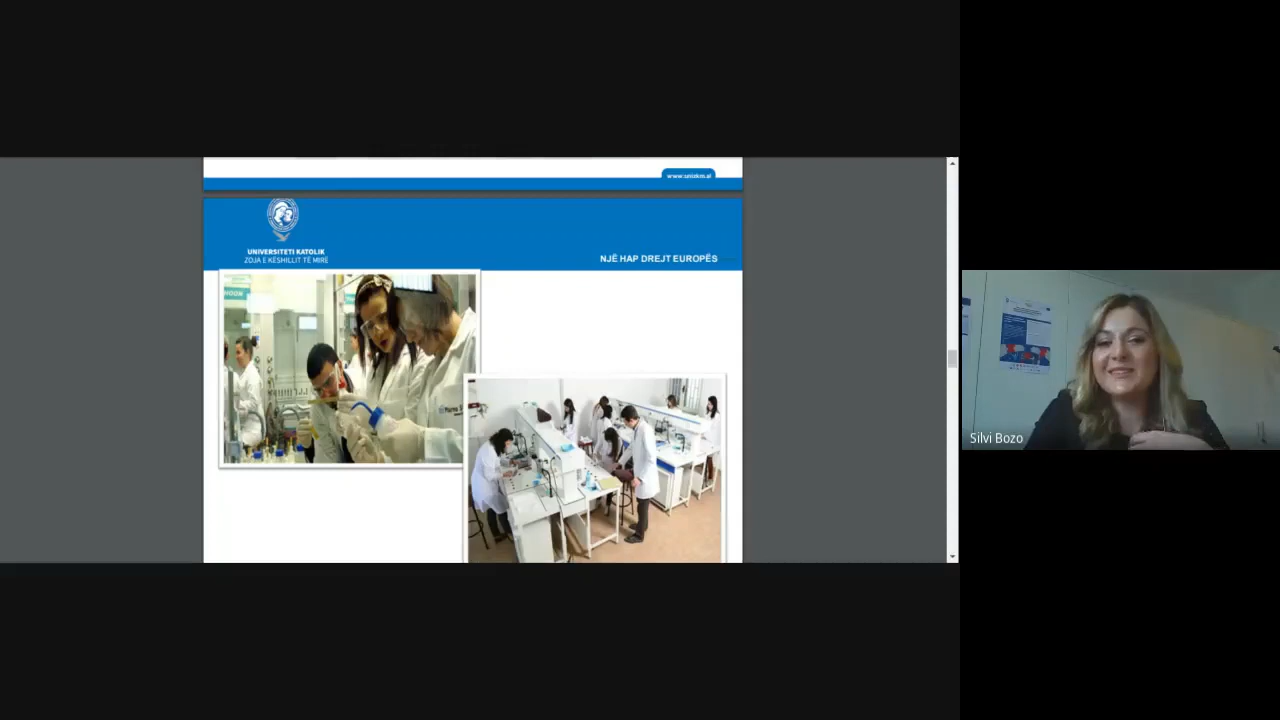 www.unizkm.al
UNIVERSITETI KATOLIK
ZOJA E KËSHILLIT TË MIRË
NJË HAP DREJT EUROPËS
Silvi Bozo